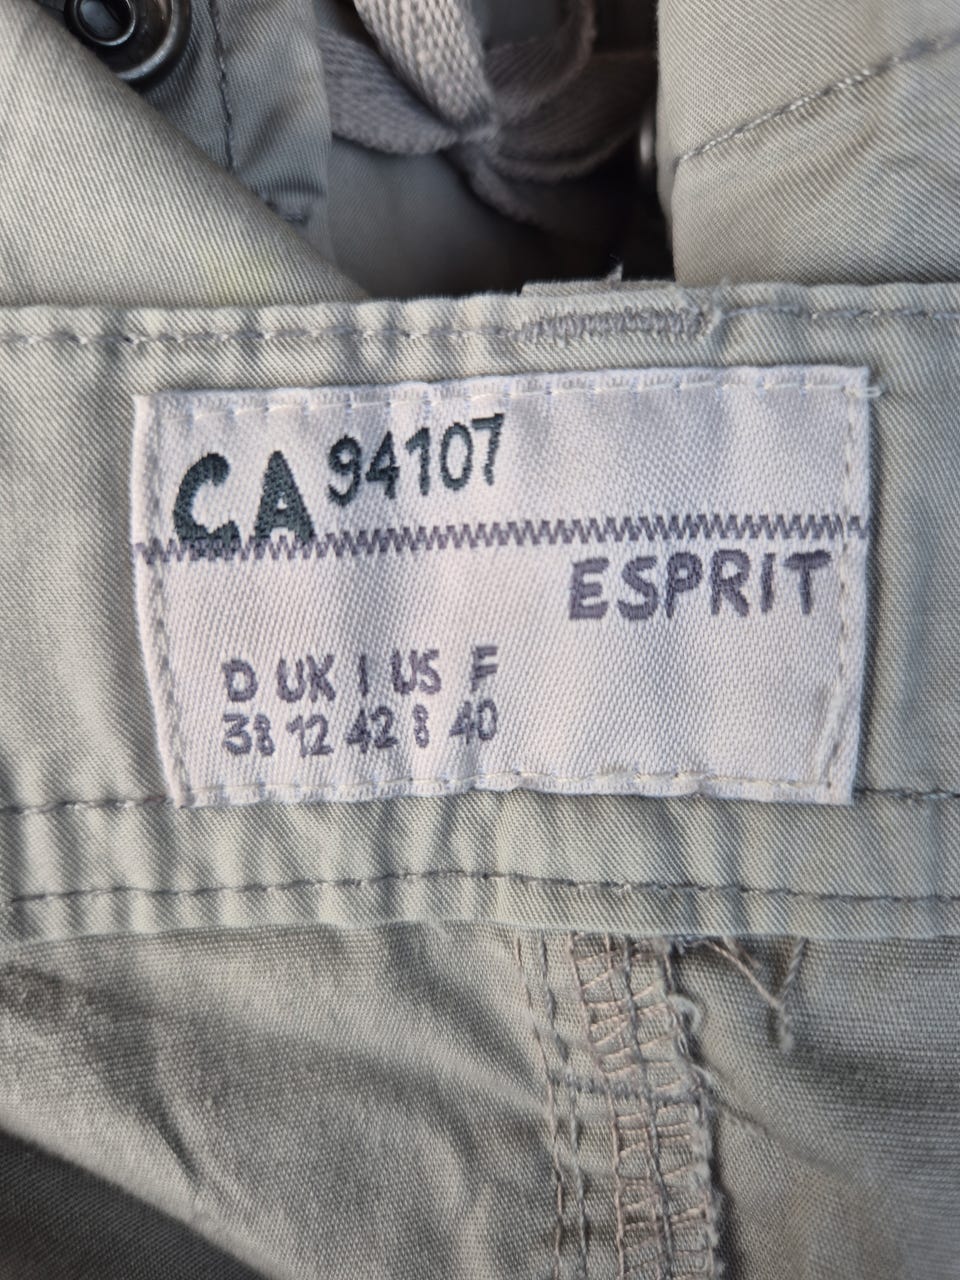 CA 94107
ESPRIT
D UK I US F
38 12 42 8 40